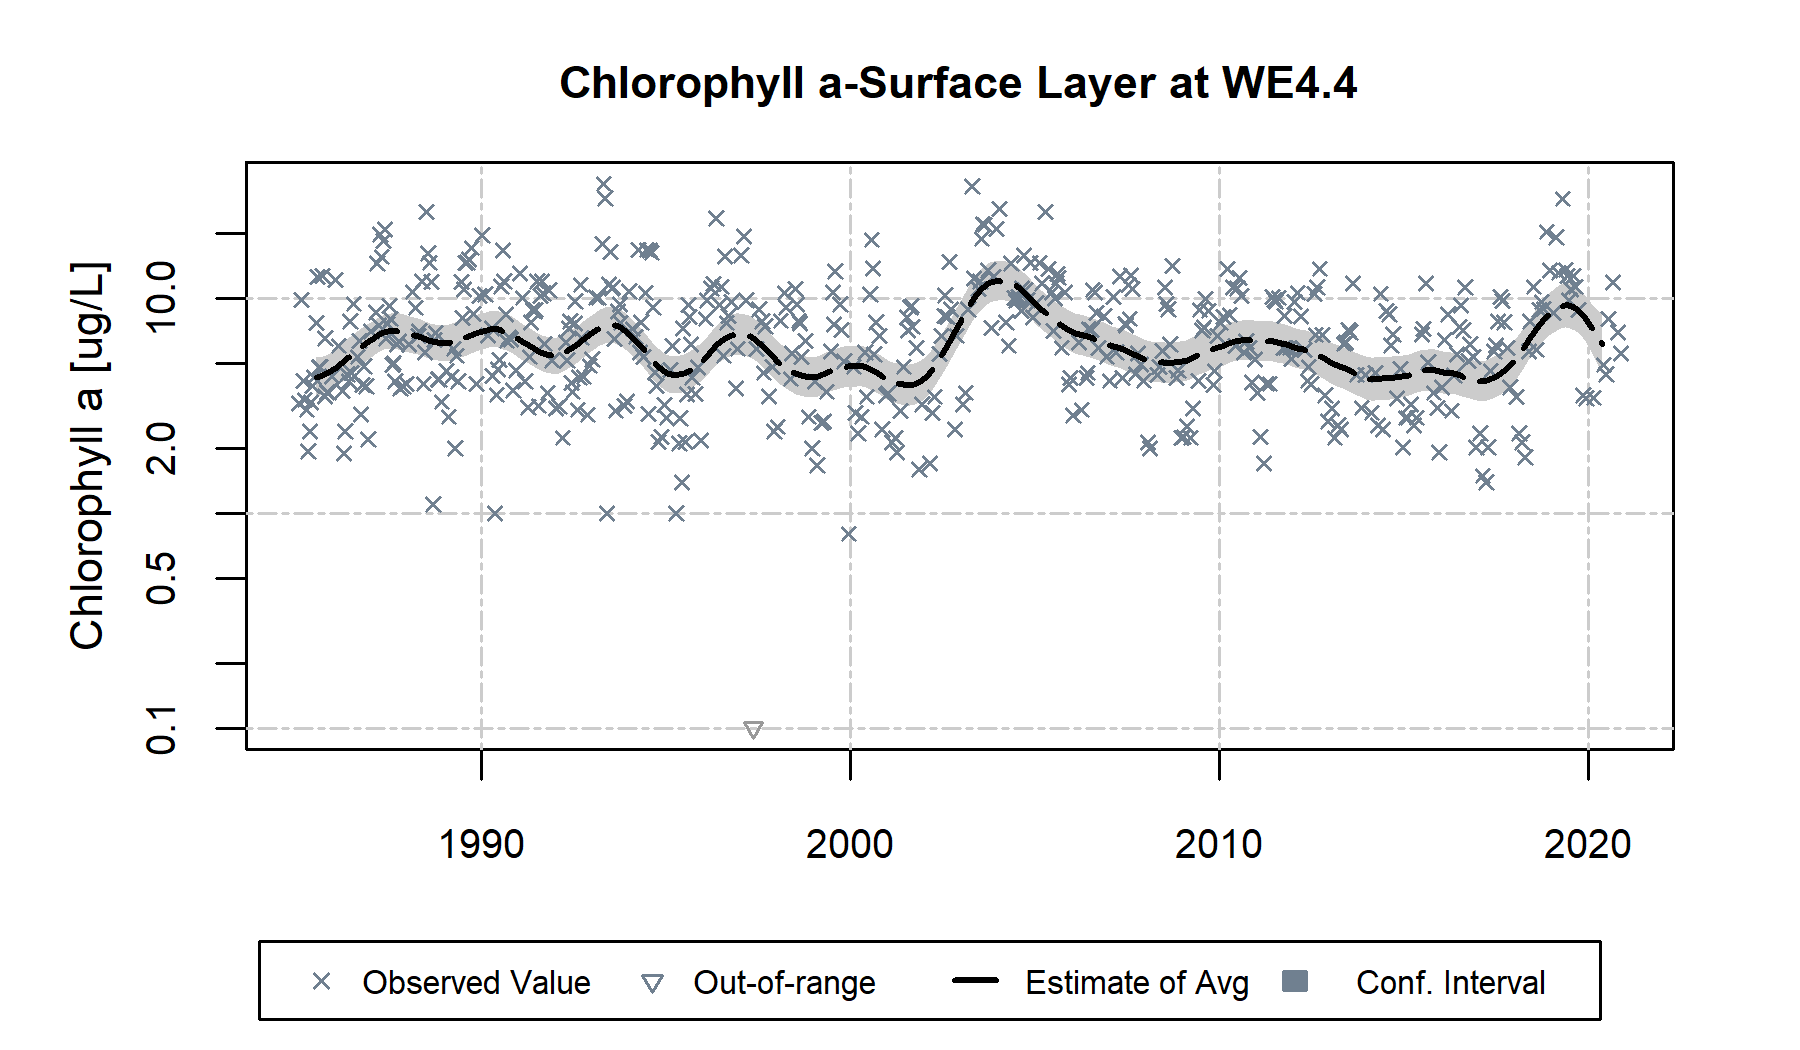 Chlorophyll a-Surface Layer at WE4.4
Chlorophyll a [ug/L]
10.0
2.0
0.5
0.1
1990 2000 2010 2020
Observed Value Out-of-range Estimate of Avg Conf. Interval